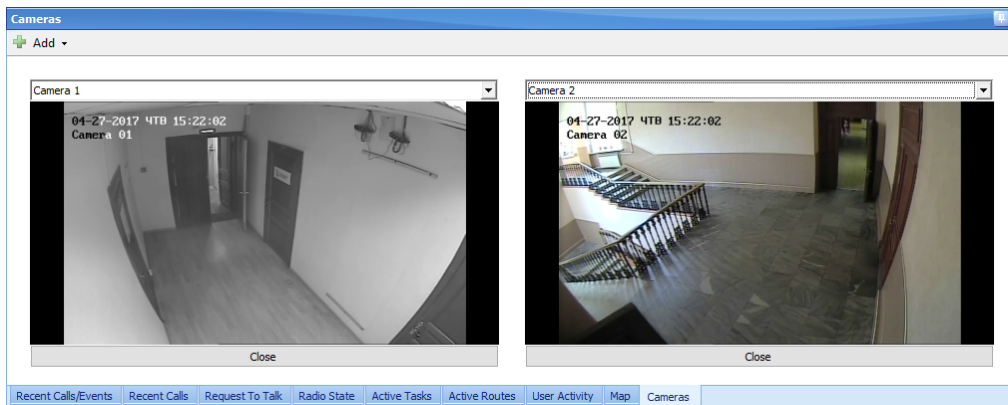 Cameras
Add
Camera 1
Camera 2
04-27-2017 ЧТВ 15:22:02
Camera 01
04-27-2017 ЧТВ 15:22:02
Camera 02
Close
Close
Recent Calls/Events Recent Calls Request To Talk Radio State Active Tasks Active Routes User Activity Map Cameras